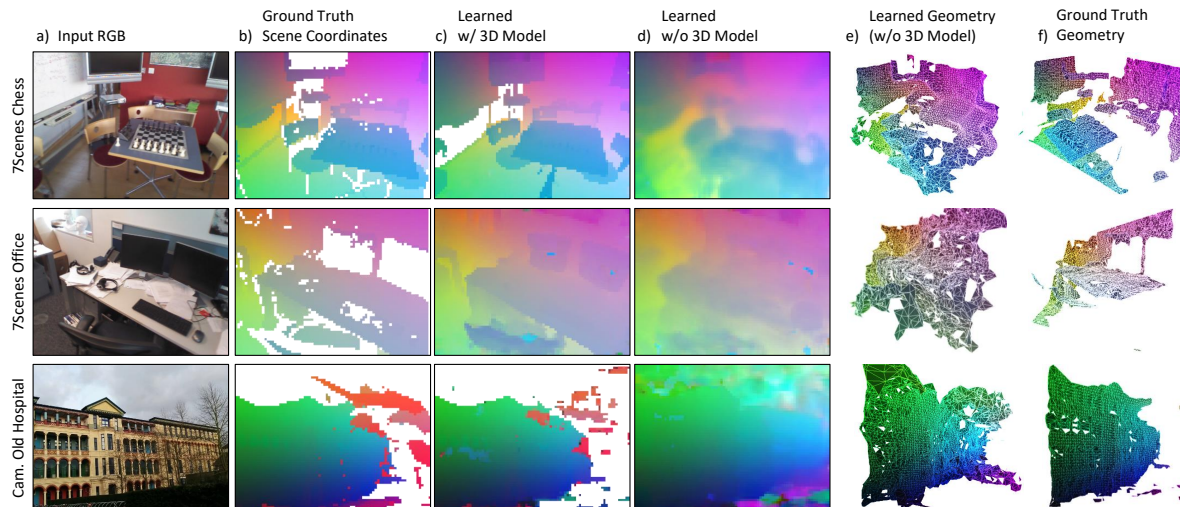 a) Input RGB
b) Ground Truth
Scene Coordinates
c) Learned
w/ 3D Model
d) Learned
w/o 3D Model
e) Learned Geometry
(w/o 3D Model)
f) Ground Truth
Geometry
7Scenes Chess
7Scenes Office
Cam. Old Hospital